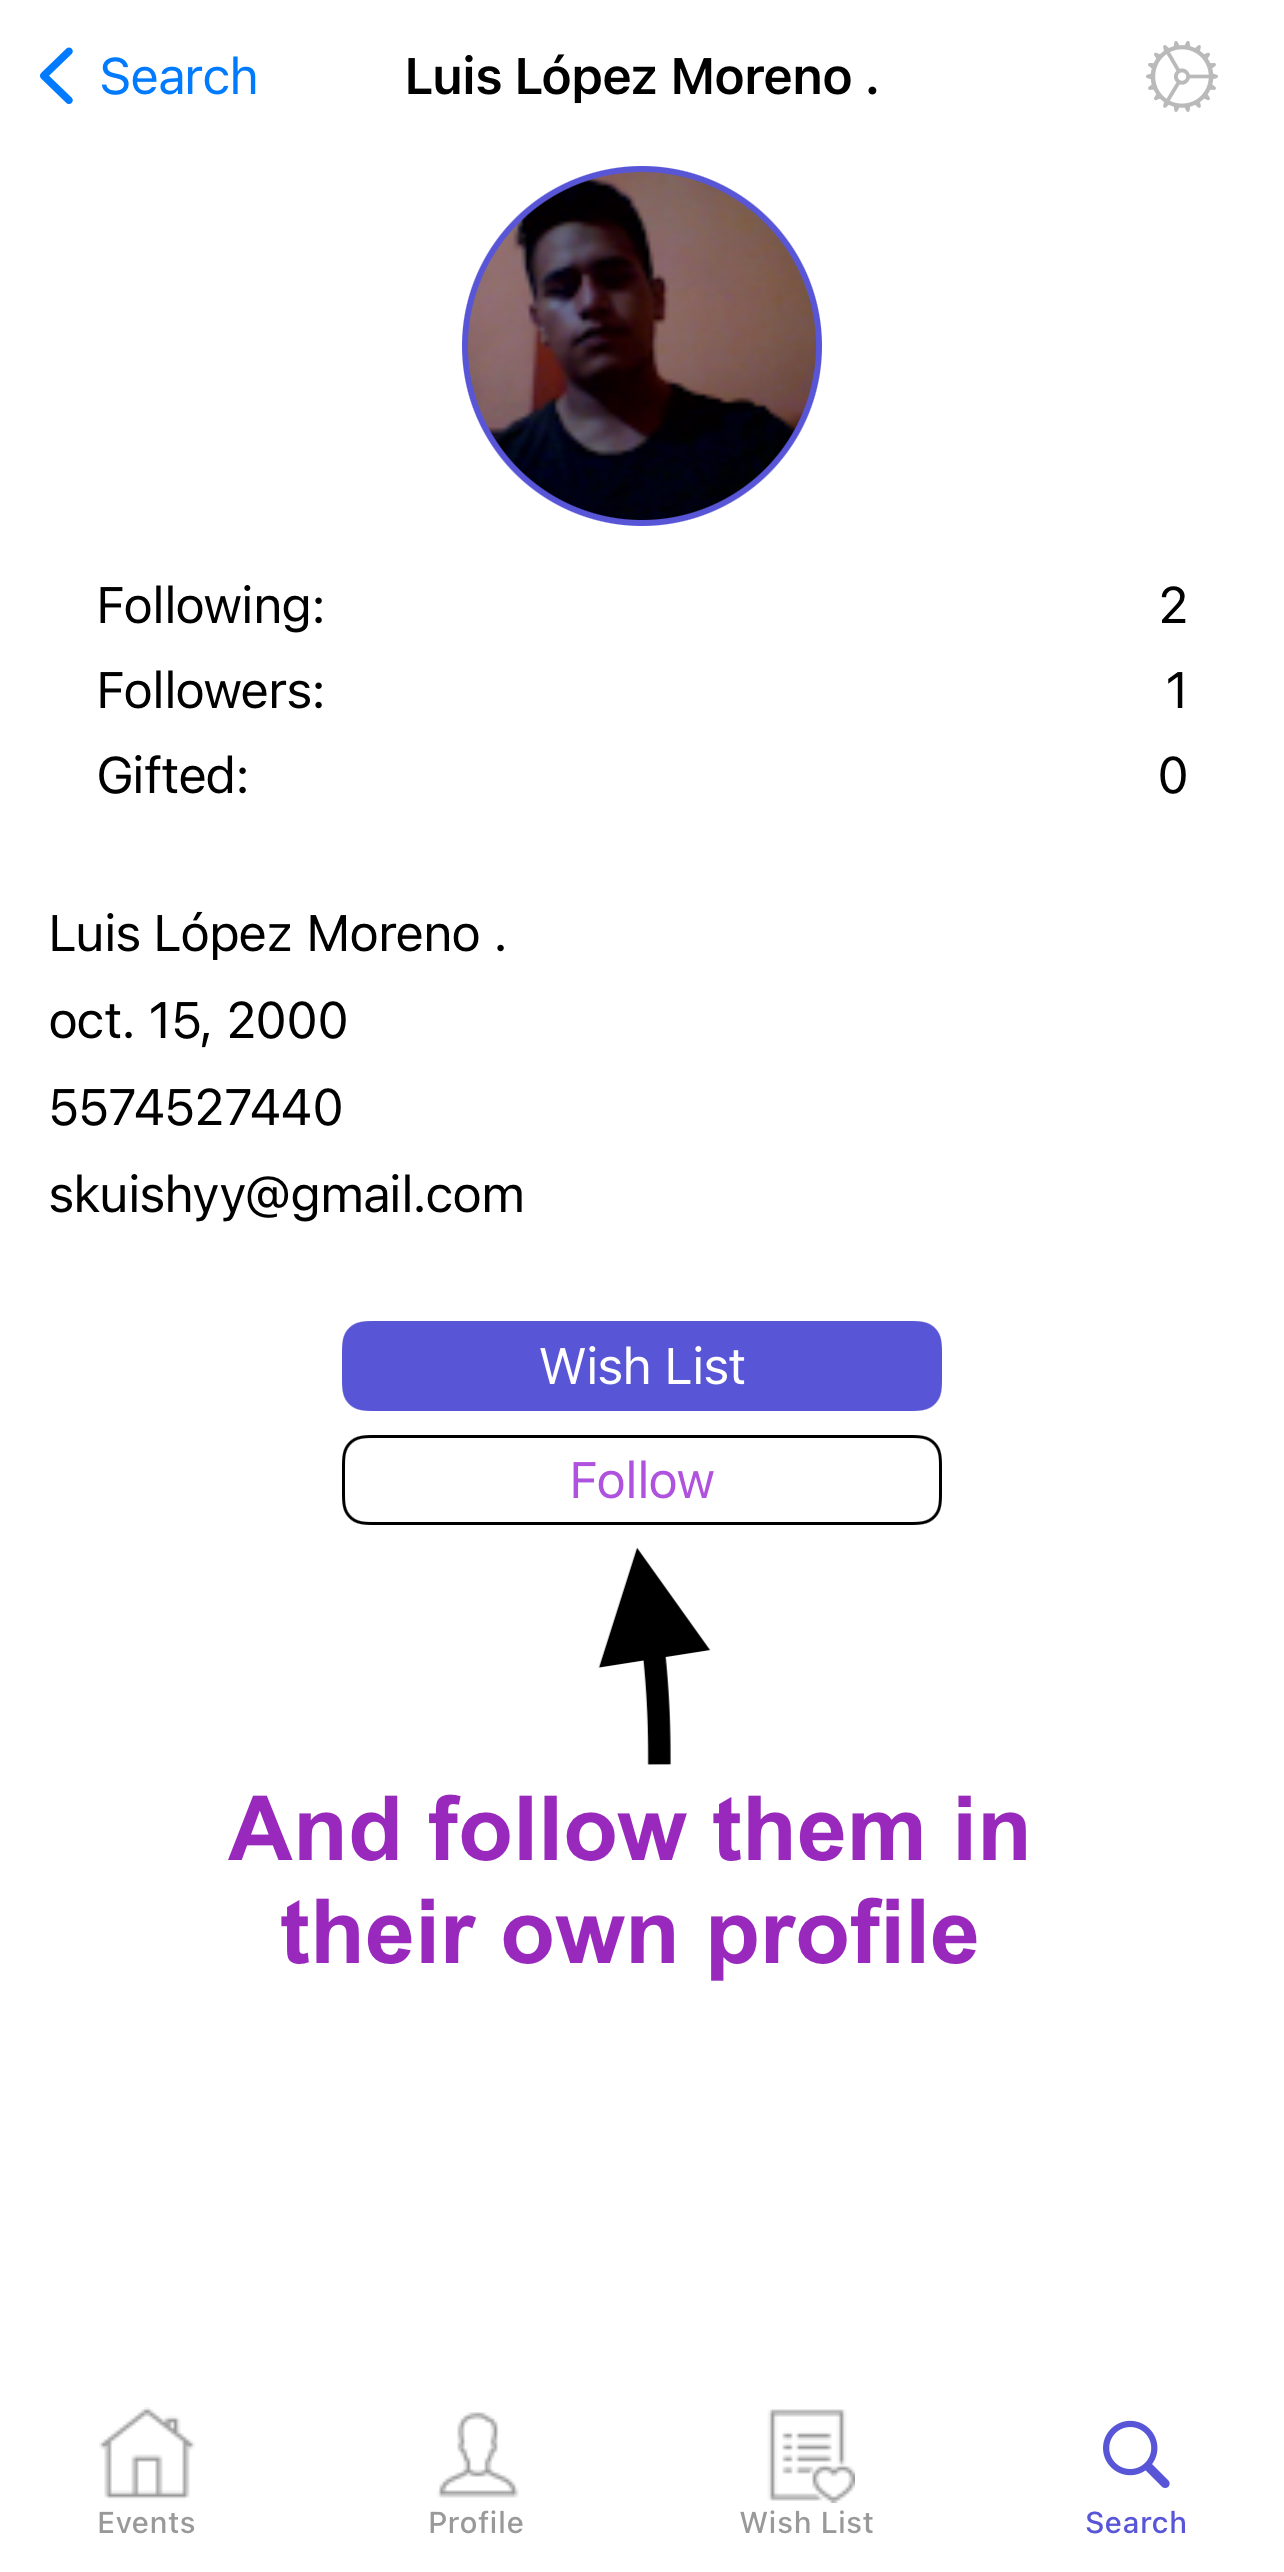 Search
Luis López Moreno .
Following: 2
Followers: 1
Gifted: 0
Luis López Moreno .
oct. 15, 2000
5574527440
skuishyy@gmail.com
Wish List
Follow
And follow them in
their own profile
Events
Profile
Wish List
Search